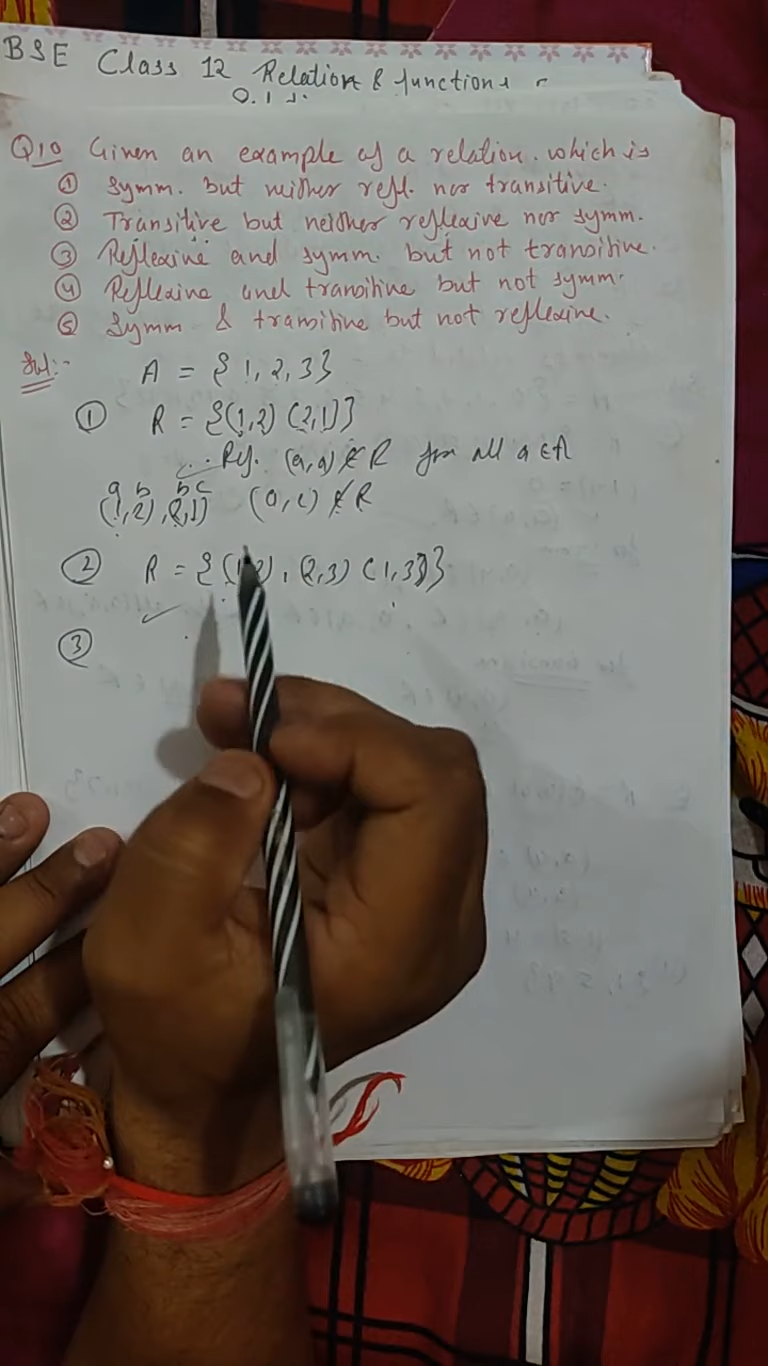 BSE Class 12 Relation & functions
Q10 Given an example of a relation. which is
① Symm. but neither refl. nor transitive.
② Transitive but neither reflexive nor symm.
③ Reflexive and symm. but not transitive.
④ Reflexive and transitive but not symm.
⑤ Symm & transitive but not reflexive.
Sol:- A = {1, 2, 3}
① R = {(1,2) (2,1)}
Ref. (a,a) ∉ R for all a ∈ A
a b b c
(1,2), (2,1) (a,c) ∉ R
② R = {(1,2), (2,3) (1,3)}
③